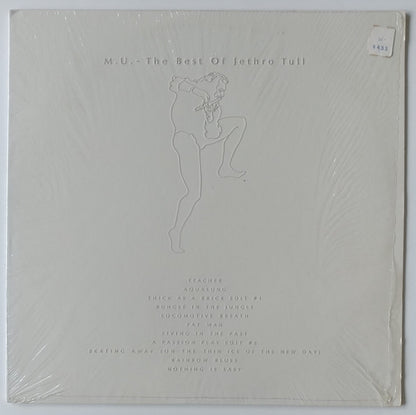 M.U. - The Best Of Jethro Tull
TEACHER
AQUALUNG
THICK AS A BRICK EDIT #1
BUNGLE IN THE JUNGLE
LOCOMOTIVE BREATH
FAT MAN
LIVING IN THE PAST
A PASSION PLAY EDIT #8
SKATING AWAY (ON THE THIN ICE OF THE NEW DAY)
RAINBOW BLUES
NOTHING IS EASY